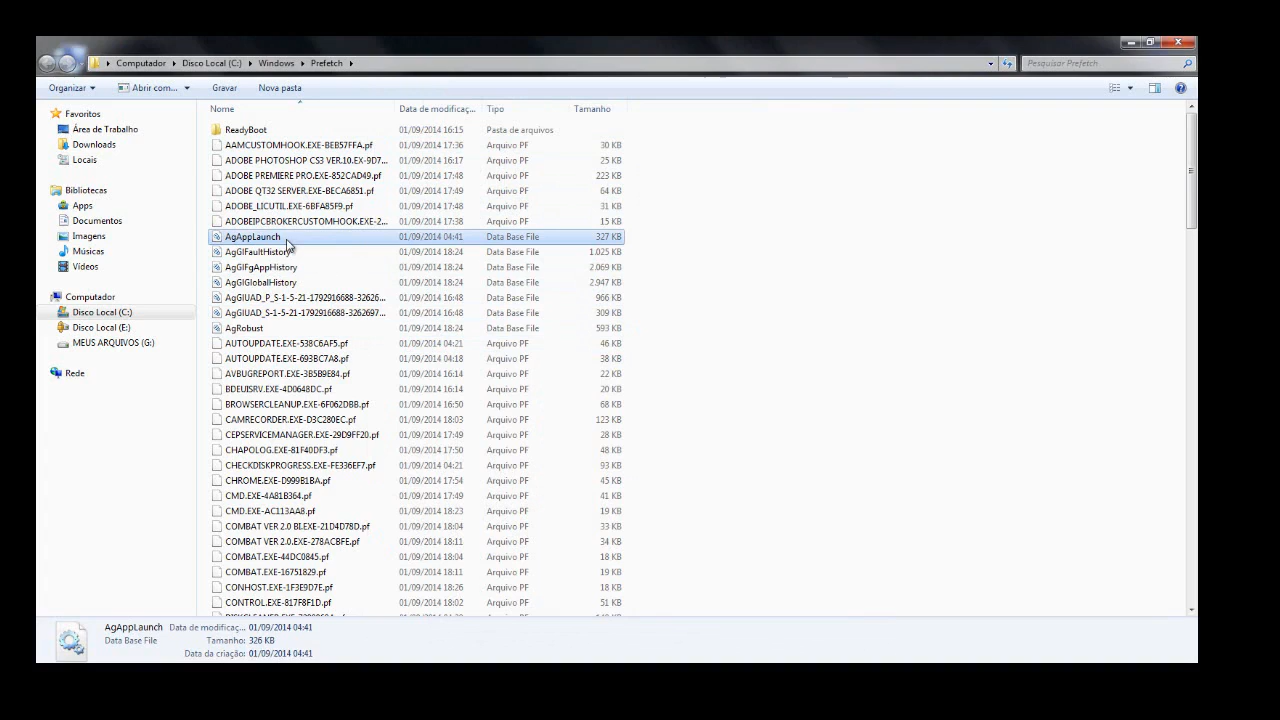 Computador ▸ Disco Local (C:) ▸ Windows ▸ Prefetch ▸
Pesquisar Prefetch
Organizar
Abrir com...
Gravar
Nova pasta
Favoritos
Área de Trabalho
Downloads
Locais
Bibliotecas
Apps
Documentos
Imagens
Músicas
Vídeos
Computador
Disco Local (C:)
Disco Local (E:)
MEUS ARQUIVOS (G:)
Rede
Nome Data de modificaç... Tipo Tamanho
ReadyBoot 01/09/2014 16:15 Pasta de arquivos
AAMCUSTOMHOOK.EXE-BEB57FFA.pf 01/09/2014 17:36 Arquivo PF 30 KB
ADOBE PHOTOSHOP CS3 VER.10.EX-9D7... 01/09/2014 16:17 Arquivo PF 25 KB
ADOBE PREMIERE PRO.EXE-852CAD49.pf 01/09/2014 17:48 Arquivo PF 223 KB
ADOBE QT32 SERVER.EXE-BECA6851.pf 01/09/2014 17:49 Arquivo PF 64 KB
ADOBE_LICUTIL.EXE-6BFA85F9.pf 01/09/2014 17:48 Arquivo PF 31 KB
ADOBEIPCBROKERCUSTOMHOOK.EXE-2... 01/09/2014 17:38 Arquivo PF 15 KB
AgAppLaunch 01/09/2014 04:41 Data Base File 327 KB
AgGlFaultHistory 01/09/2014 18:24 Data Base File 1.025 KB
AgGlFgAppHistory 01/09/2014 18:24 Data Base File 2.069 KB
AgGlGlobalHistory 01/09/2014 18:24 Data Base File 2.947 KB
AgGlUAD_P_S-1-5-21-1792916688-32626... 01/09/2014 16:48 Data Base File 966 KB
AgGlUAD_S-1-5-21-1792916688-3262697... 01/09/2014 16:48 Data Base File 309 KB
AgRobust 01/09/2014 18:24 Data Base File 593 KB
AUTOUPDATE.EXE-538C6AF5.pf 01/09/2014 04:21 Arquivo PF 46 KB
AUTOUPDATE.EXE-693BC7A8.pf 01/09/2014 04:18 Arquivo PF 38 KB
AVBUGREPORT.EXE-3B5B9E84.pf 01/09/2014 16:14 Arquivo PF 22 KB
BDEUISRV.EXE-4D0648DC.pf 01/09/2014 16:14 Arquivo PF 20 KB
BROWSERCLEANUP.EXE-6F062DBB.pf 01/09/2014 16:50 Arquivo PF 68 KB
CAMRECORDER.EXE-D3C280EC.pf 01/09/2014 18:03 Arquivo PF 123 KB
CEPSERVICEMANAGER.EXE-29D9FF20.pf 01/09/2014 17:49 Arquivo PF 28 KB
CHAPOLOG.EXE-81F40DF3.pf 01/09/2014 17:50 Arquivo PF 48 KB
CHECKDISKPROGRESS.EXE-FE336EF7.pf 01/09/2014 04:21 Arquivo PF 93 KB
CHROME.EXE-D999B1BA.pf 01/09/2014 17:54 Arquivo PF 45 KB
CMD.EXE-4A81B364.pf 01/09/2014 17:49 Arquivo PF 41 KB
CMD.EXE-AC113AA8.pf 01/09/2014 18:23 Arquivo PF 19 KB
COMBAT VER 2.0 BI.EXE-21D4D78D.pf 01/09/2014 18:04 Arquivo PF 33 KB
COMBAT VER 2.0.EXE-278ACBFE.pf 01/09/2014 18:11 Arquivo PF 34 KB
COMBAT.EXE-44DC0845.pf 01/09/2014 18:04 Arquivo PF 18 KB
COMBAT.EXE-16751829.pf 01/09/2014 18:11 Arquivo PF 19 KB
CONHOST.EXE-1F3E9D7E.pf 01/09/2014 18:26 Arquivo PF 18 KB
CONTROL.EXE-817F8F1D.pf 01/09/2014 18:02 Arquivo PF 51 KB
AgAppLaunch Data de modificaç... 01/09/2014 04:41
Data Base File Tamanho: 326 KB
Data da criação: 01/09/2014 04:41